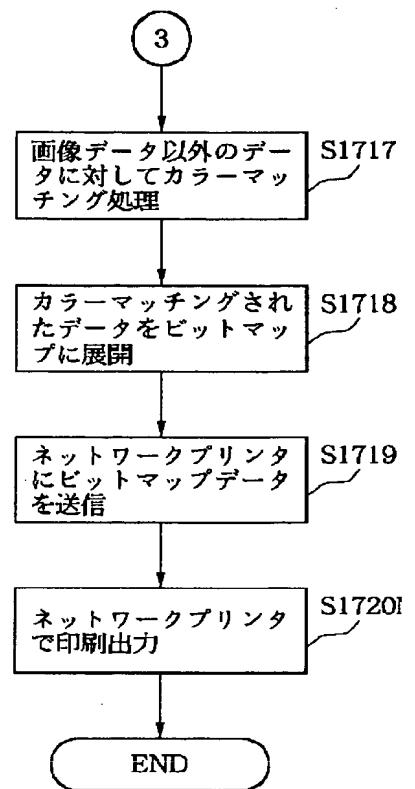 3
画像データ以外のデー
タに対してカラーマッ
チング処理
S1717
カラーマッチングされ
たデータをビットマッ
プに展開
S1718
ネットワークプリンタ
にビットマップデータ
を送信
S1719
ネットワークプリンタ
で印刷出力
S1720
END